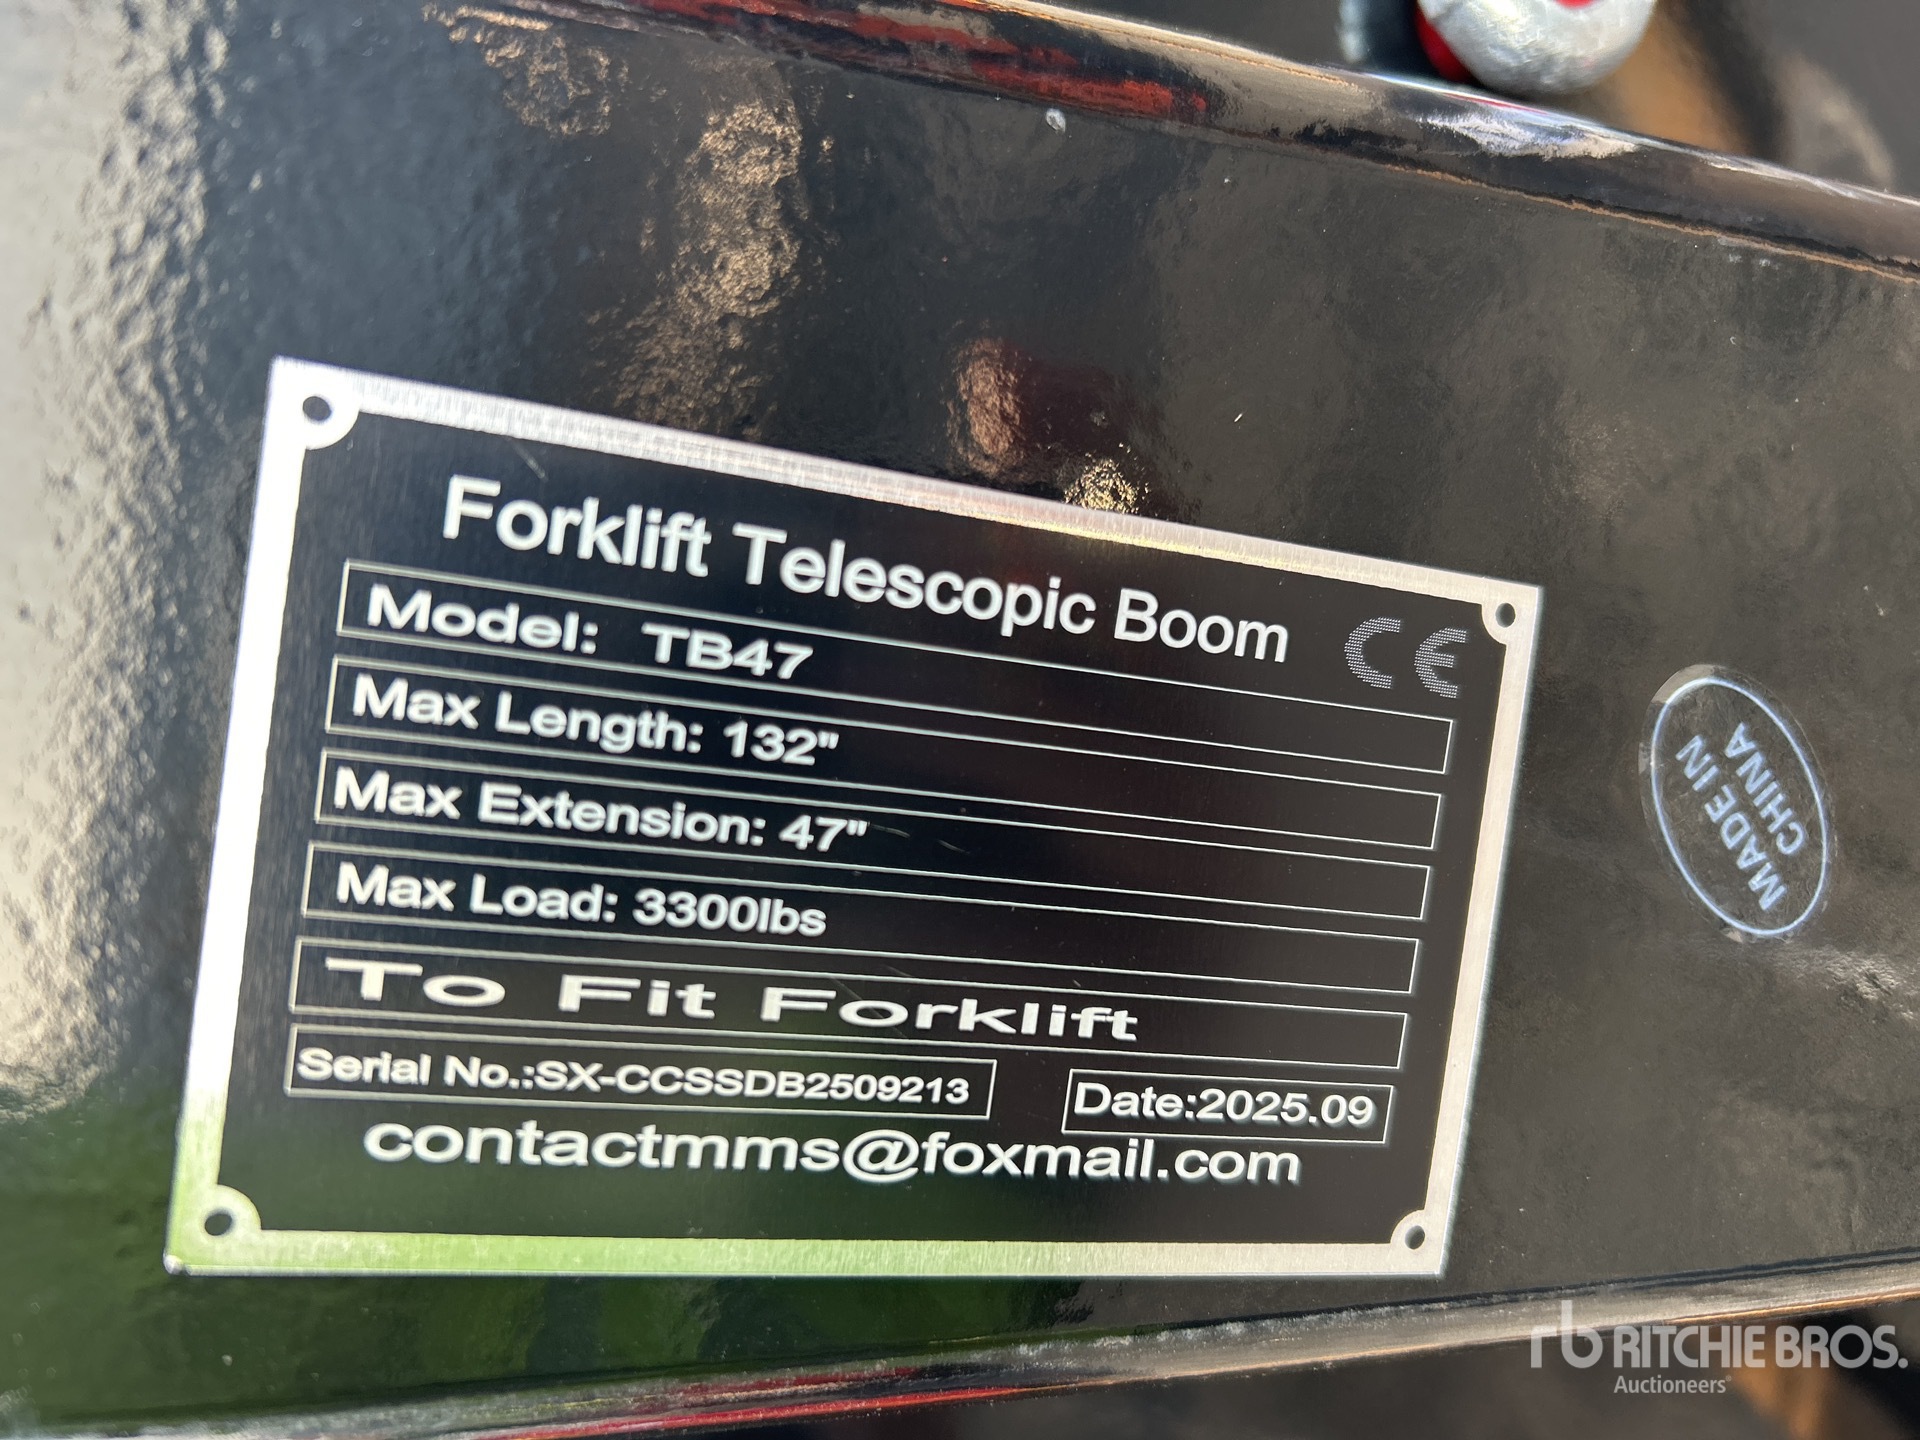 Forklift Telescopic Boom CE
Model: TB47
Max Length: 132"
Max Extension: 47"
Max Load: 3300lbs
To Fit Forklift
Serial No.:SX-CCSSDB2509213 Date:2025.09
contactmms@foxmail.com
MADE IN
CHINA
rb RITCHIE BROS.
Auctioneers